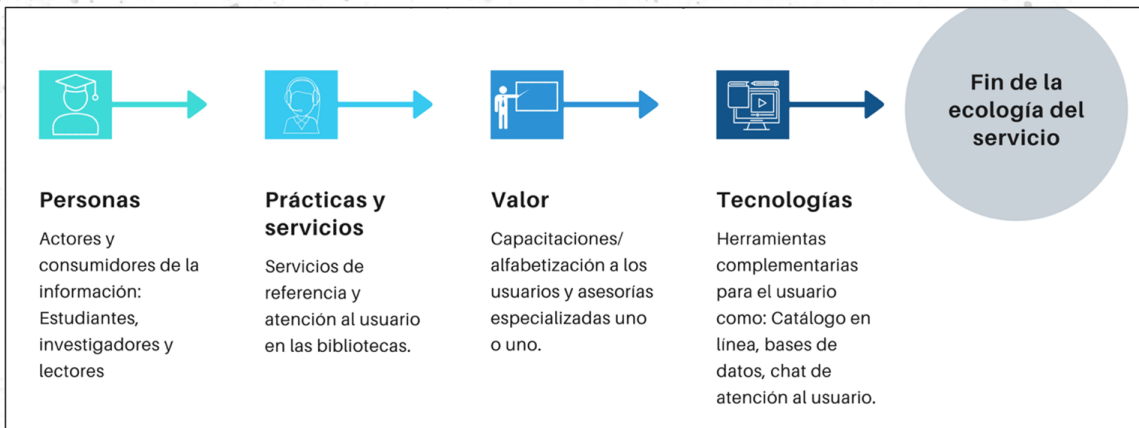 Fin de la
ecología del
servicio
Personas
Actores y
consumidores de la
información:
Estudiantes,
investigadores y
lectores
Prácticas y
servicios
Servicios de
referencia y
atención al usuario
en las bibliotecas.
Valor
Capacitaciones/
alfabetización a los
usuarios y asesorías
especializadas uno
o uno.
Tecnologías
Herramientas
complementarias
para el usuario
como: Catálogo en
línea, bases de
datos, chat de
atención al usuario.